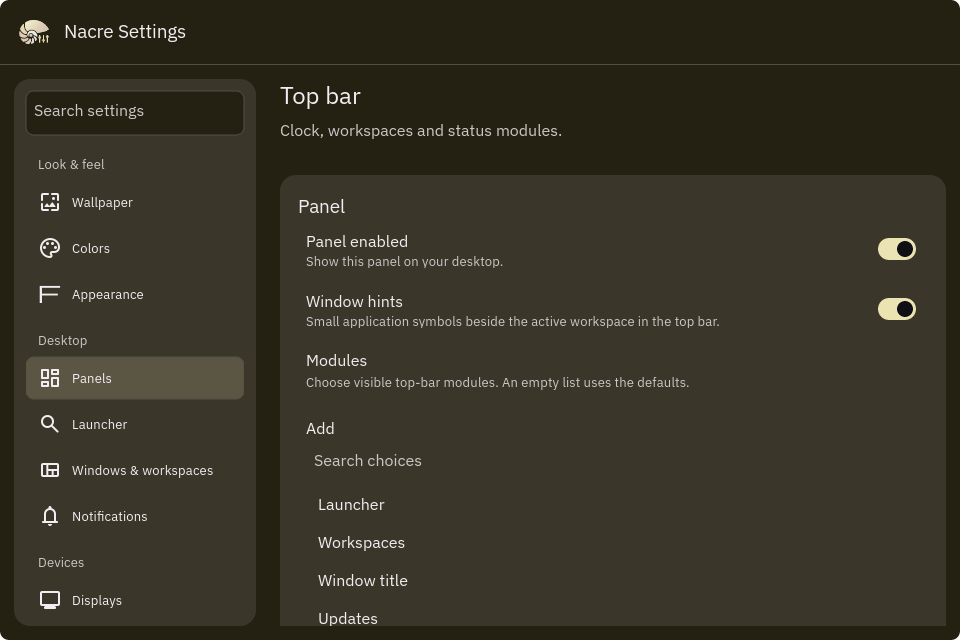 Nacre Settings
Search settings
Look & feel
Wallpaper
Colors
Appearance
Desktop
Panels
Launcher
Windows & workspaces
Notifications
Devices
Displays
Top bar
Clock, workspaces and status modules.
Panel
Panel enabled
Show this panel on your desktop.
Window hints
Small application symbols beside the active workspace in the top bar.
Modules
Choose visible top-bar modules. An empty list uses the defaults.
Add
Search choices
Launcher
Workspaces
Window title
Updates